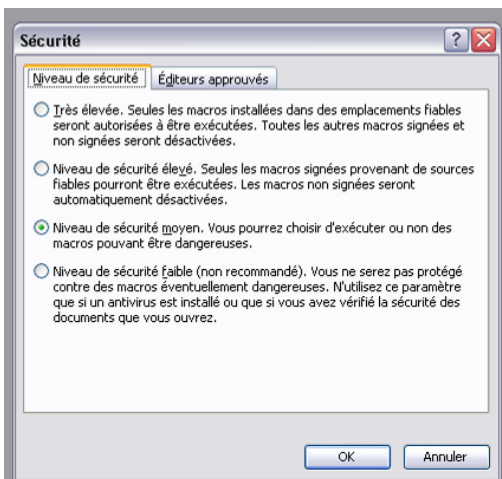 Sécurité
Niveau de sécurité
Éditeurs approuvés
Très élevée. Seules les macros installées dans des emplacements fiables
seront autorisées à être exécutées. Toutes les autres macros signées et
non signées seront désactivées.
Niveau de sécurité élevé. Seules les macros signées provenant de sources
fiables pourront être exécutées. Les macros non signées seront
automatiquement désactivées.
Niveau de sécurité moyen. Vous pourrez choisir d'exécuter ou non des
macros pouvant être dangereuses.
Niveau de sécurité faible (non recommandé). Vous ne serez pas protégé
contre des macros éventuellement dangereuses. N'utilisez ce paramètre
que si un antivirus est installé ou que si vous avez vérifié la sécurité des
documents que vous ouvrez.
OK
Annuler